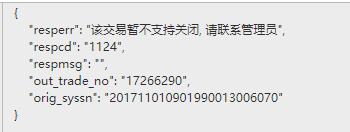 {
"resperr": "该交易暂不支持关闭, 请联系管理员",
"respcd": "1124",
"respmsg": "",
"out_trade_no": "17266290",
"orig_syssn": "201711010901990013006070"
}